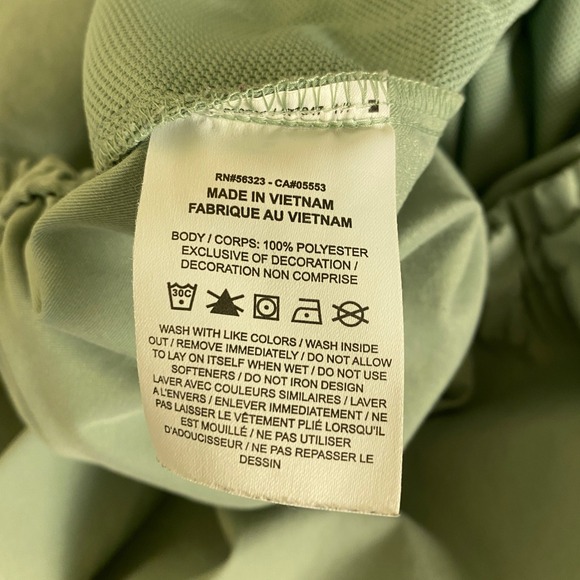 RN#56323 - CA#05553
MADE IN VIETNAM
FABRIQUE AU VIETNAM
BODY / CORPS: 100% POLYESTER
EXCLUSIVE OF DECORATION /
DECORATION NON COMPRISE
30C
WASH WITH LIKE COLORS / WASH INSIDE
OUT / REMOVE IMMEDIATELY / DO NOT ALLOW
TO LAY ON ITSELF WHEN WET / DO NOT USE
SOFTENERS / DO NOT IRON DESIGN
LAVER AVEC COULEURS SIMILAIRES / LAVER
A L'ENVERS / ENLEVER IMMEDIATEMENT / NE
PAS LAISSER LE VÊTEMENT PLIÉ LORSQU'IL
EST MOUILLÉ / NE PAS UTILISER
D'ADOUCISSEUR / NE PAS REPASSER LE
DESSIN